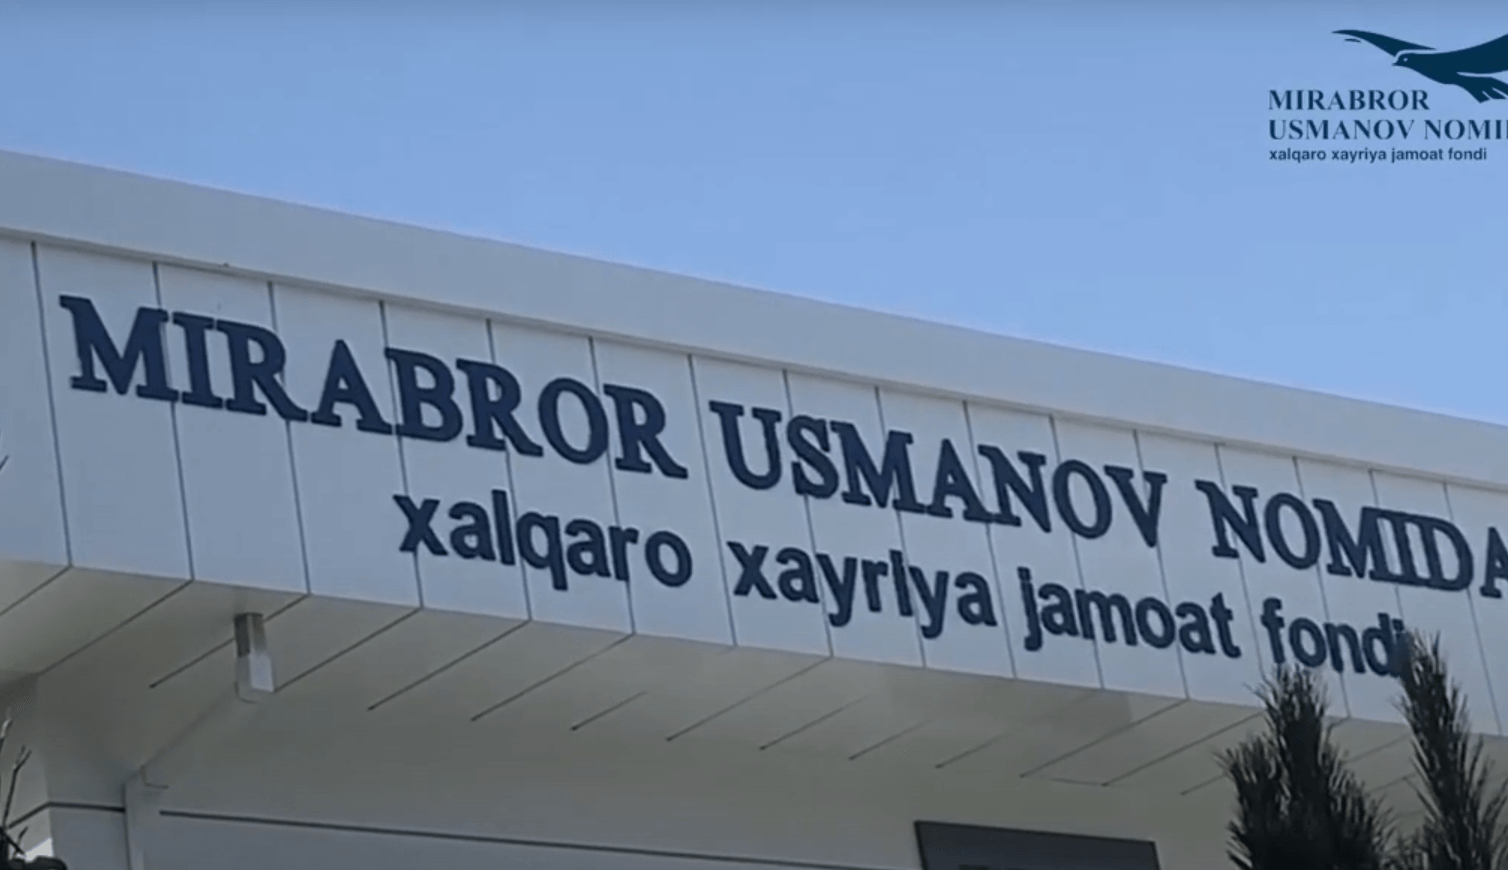 MIRABROR
USMANOV NOMI
xalqaro xayriya jamoat fondi
MIRABROR USMANOV NOMIDA
xalqaro xayriya jamoat fondi